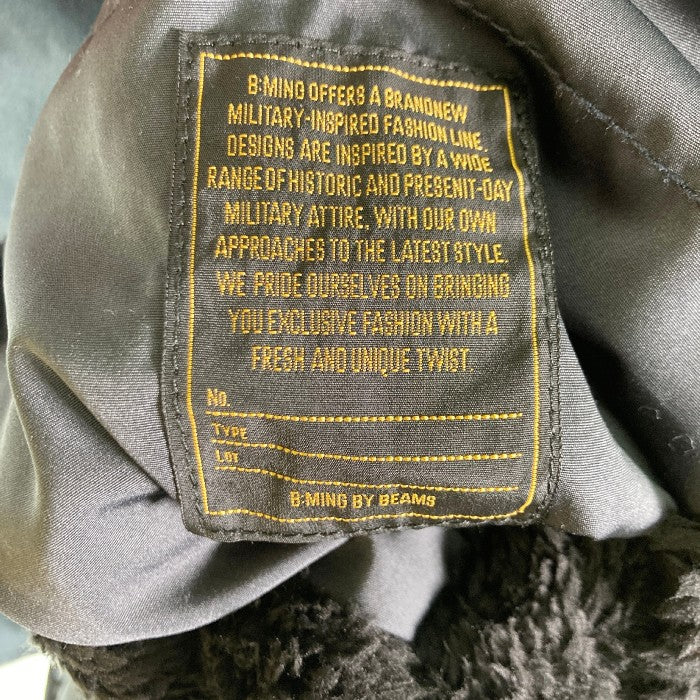 B:MING OFFERS A BRANDNEW
MILITARY-INSPIRED FASHION LINE.
DESIGNS ARE INSPIRED BY A WIDE
RANGE OF HISTORIC AND PRESENIT-DAY
MILITARY ATTIRE, WITH OUR OWN
APPROACHES TO THE LATEST STYLE.
WE PRIDE OURSELVES ON BRINGING
YOU EXCLUSIVE FASHION WITH A
FRESH AND UNIQUE TWIST.
No.
TYPE
LOT
B:MING BY BEAMS